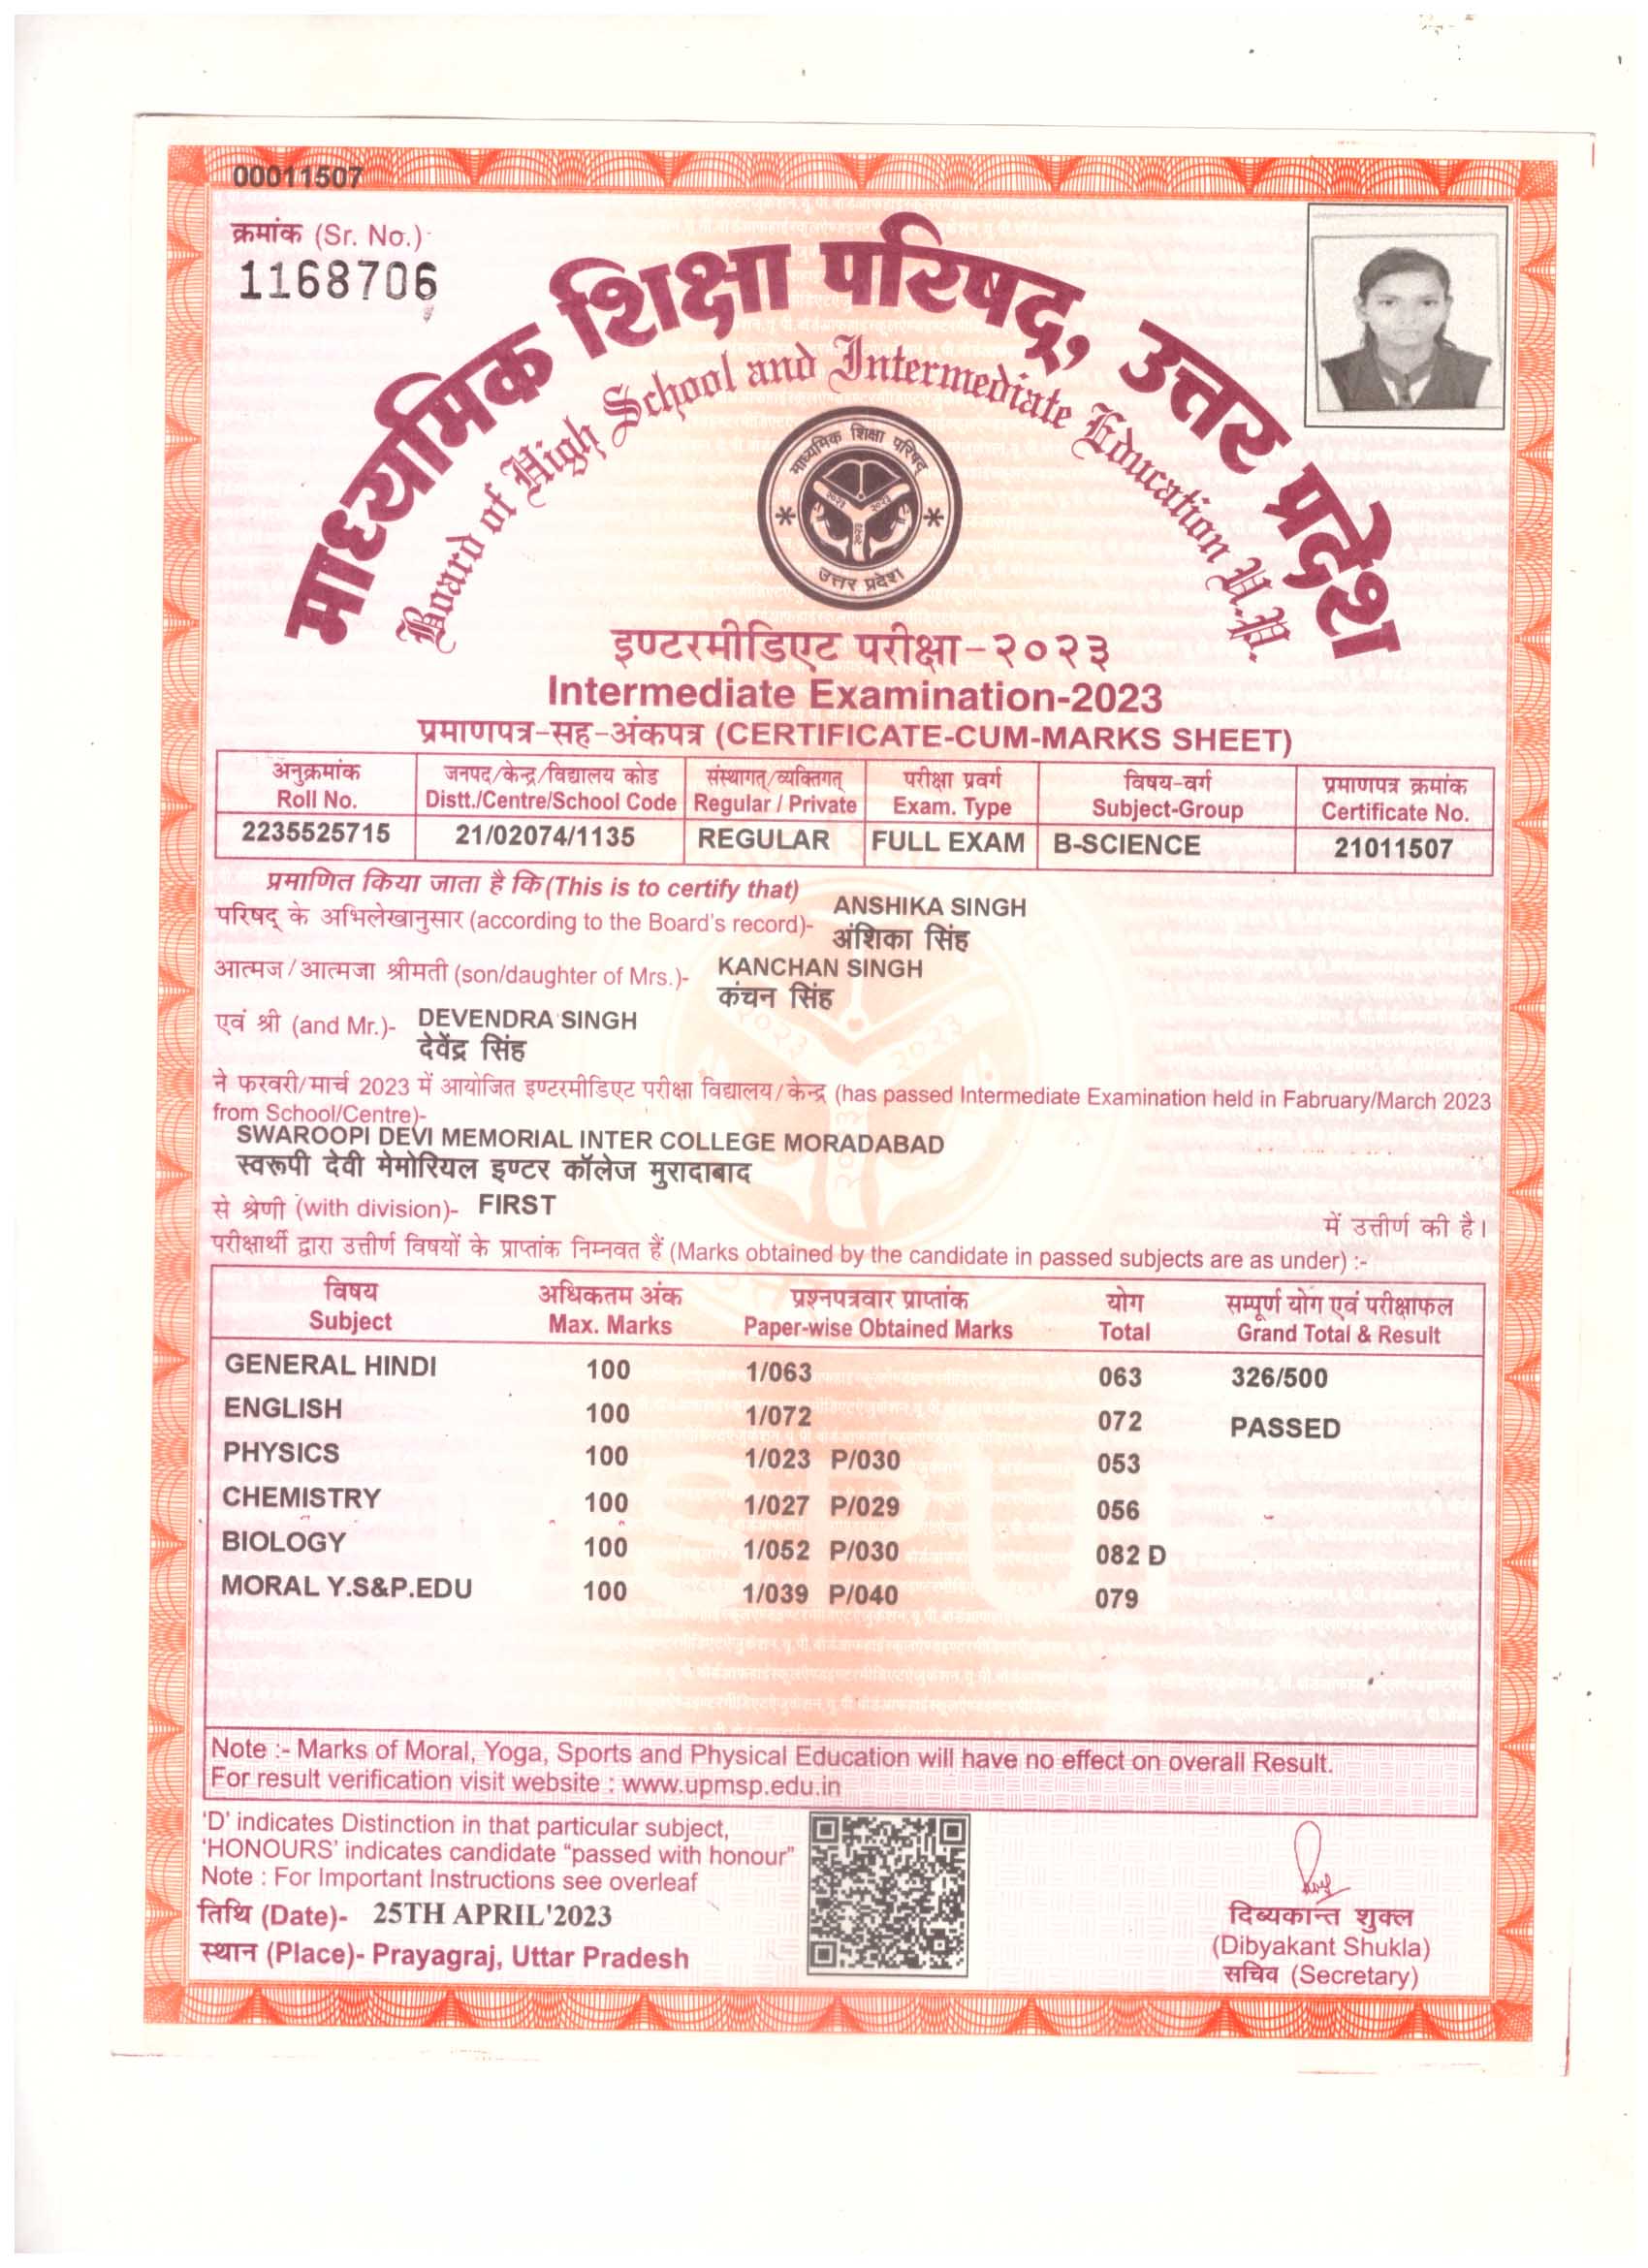 00011507
क्रमांक (Sr. No.)
1168706
माध्यमिक शिक्षा परिषद्, उत्तर प्रदेश
Board of High School and Intermediate Education U.P.
माध्यमिक शिक्षा परिषद्
२०२३ २०२३
२०२३
उत्तर प्रदेश
इण्टरमीडिएट परीक्षा-२०२३
Intermediate Examination-2023
प्रमाणपत्र-सह-अंकपत्र (CERTIFICATE-CUM-MARKS SHEET)
अनुक्रमांक जनपद/केन्द्र/विद्यालय कोड संस्थागत्/व्यक्तिगत् परीक्षा प्रवर्ग विषय-वर्ग प्रमाणपत्र क्रमांक
Roll No. Distt./Centre/School Code Regular / Private Exam. Type Subject-Group Certificate No.
2235525715 21/02074/1135 REGULAR FULL EXAM B-SCIENCE 21011507
प्रमाणित किया जाता है कि (This is to certify that)
परिषद् के अभिलेखानुसार (according to the Board's record)- ANSHIKA SINGH
अंशिका सिंह
आत्मज/आत्मजा श्रीमती (son/daughter of Mrs.)- KANCHAN SINGH
कंचन सिंह
एवं श्री (and Mr.)- DEVENDRA SINGH
देवेंद्र सिंह
ने फरवरी/मार्च 2023 में आयोजित इण्टरमीडिएट परीक्षा विद्यालय/केन्द्र (has passed Intermediate Examination held in Fabruary/March 2023
from School/Centre)-
SWAROOPI DEVI MEMORIAL INTER COLLEGE MORADABAD
स्वरूपी देवी मेमोरियल इण्टर कॉलेज मुरादाबाद
से श्रेणी (with division)- FIRST में उत्तीर्ण की है।
परीक्षार्थी द्वारा उत्तीर्ण विषयों के प्राप्तांक निम्नवत हैं (Marks obtained by the candidate in passed subjects are as under) :-
विषय अधिकतम अंक प्रश्नपत्रवार प्राप्तांक योग सम्पूर्ण योग एवं परीक्षाफल
Subject Max. Marks Paper-wise Obtained Marks Total Grand Total & Result
GENERAL HINDI 100 1/063 063 326/500
ENGLISH 100 1/072 072 PASSED
PHYSICS 100 1/023 P/030 053
CHEMISTRY 100 1/027 P/029 056
BIOLOGY 100 1/052 P/030 082 D
MORAL Y.S&P.EDU 100 1/039 P/040 079
Note :- Marks of Moral, Yoga, Sports and Physical Education will have no effect on overall Result.
For result verification visit website : www.upmsp.edu.in
'D' indicates Distinction in that particular subject,
'HONOURS' indicates candidate "passed with honour"
Note : For Important Instructions see overleaf
तिथि (Date)- 25TH APRIL'2023
स्थान (Place)- Prayagraj, Uttar Pradesh
दिब्यकान्त शुक्ल
(Dibyakant Shukla)
सचिव (Secretary)